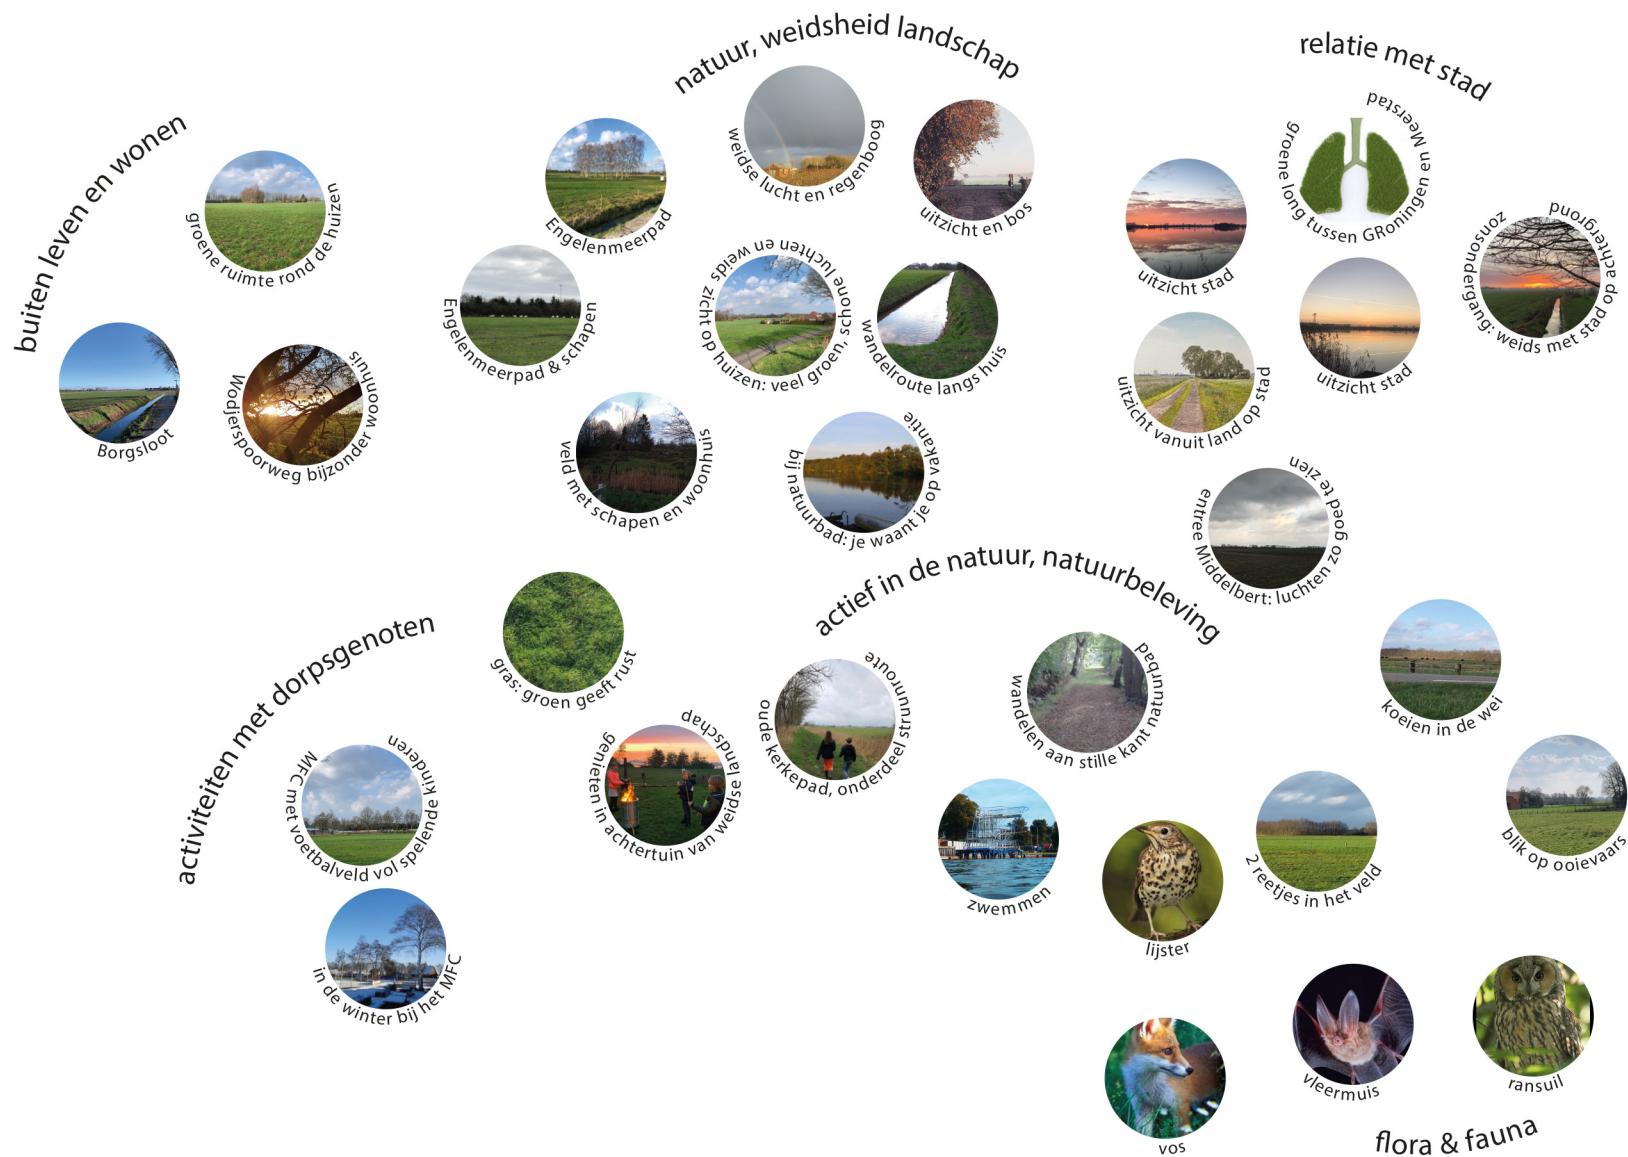 buiten leven en wonen
groene ruimte rond de huizen
Borgsloot
Wodjerspoorweg bijzonder woonhuis
natuur, weidsheid landschap
Engelenmeerpad
weidse lucht en regenboog
uitzicht en bos
Engelenmeerpad & schapen
weids zicht op huizen: veel groen, schone luchten en
wandelroute langs huis
veld met schapen en woonhuis
bij natuurbad: je waant je op vakantie
gras: groen geeft rust
relatie met stad
groene long tussen GRoningen en Meerstad
uitzicht stad
zonsondergang: weids met stad op achtergrond
uitzicht stad
uitzicht vanuit land op stad
entree Middelbert: luchten zo goed te zien
activiteiten met dorpsgenoten
MFC met voetbalveld vol spelende kinderen
in de winter bij het MFC
genieten in achtertuin van weidse landschap
actief in de natuur, natuurbeleving
oude kerkepad, onderdeel struunroute
wandelen aan stille kant natuurbad
zwemmen
koeien in de wei
blik op ooievaars
2 reetjes in het veld
lijster
vleermuis
ransuil
vos
flora & fauna